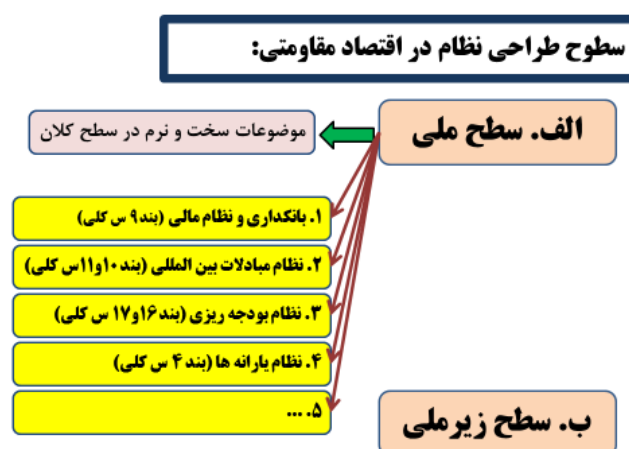 سطوح طراحی نظام در اقتصاد مقاومتی:
الف. سطح ملی
موضوعات سخت و نرم در سطح کلان
۱. بانکداری و نظام مالی (بند۹ س کلی)
۲. نظام مبادلات بین المللی (بند۱۰و۱۱س کلی)
۳. نظام بودجه ریزی (بند۱۶و۱۷ س کلی)
۴. نظام یارانه ها (بند۴ س کلی)
۵. ...
ب. سطح زیرملی